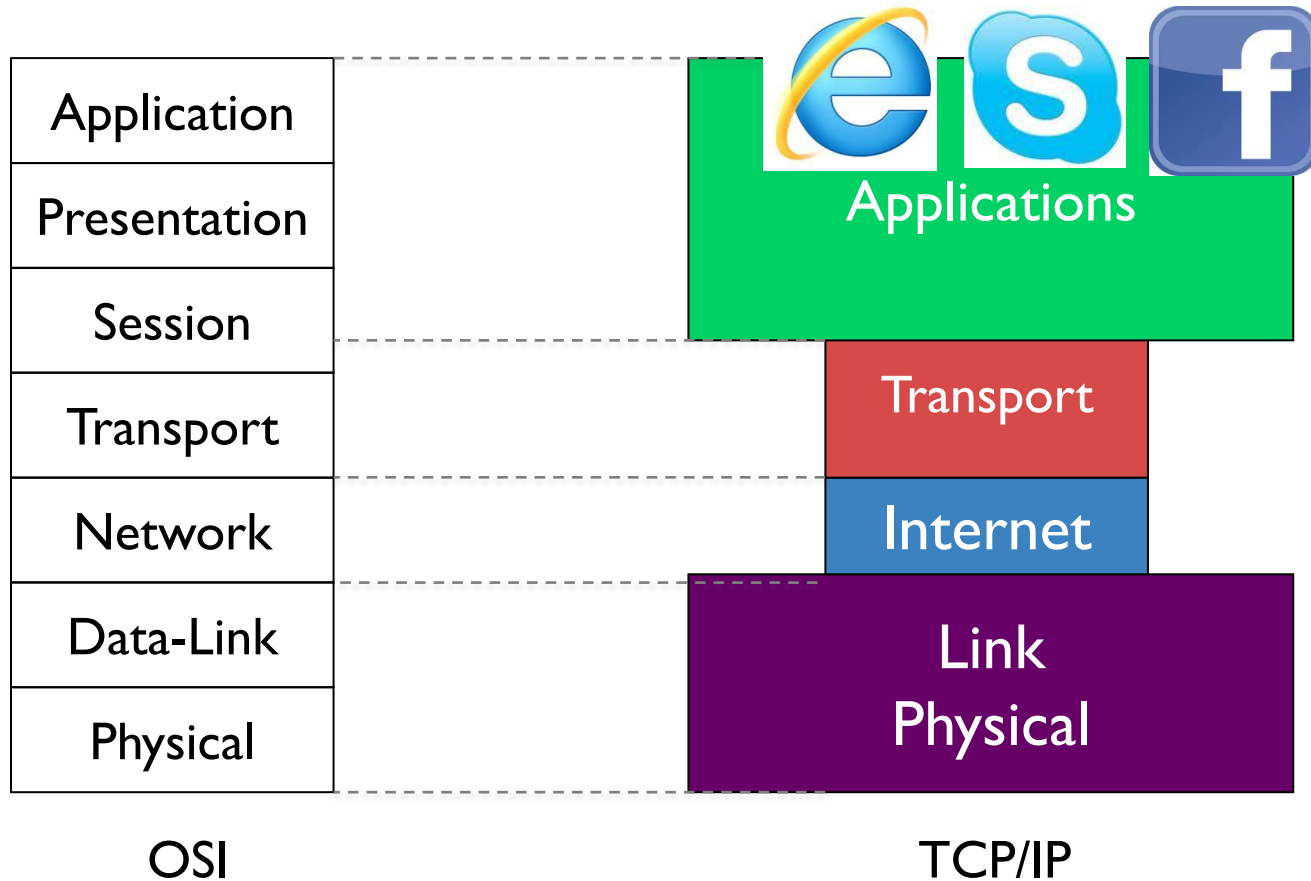 Application
Presentation
Session
Transport
Network
Data-Link
Physical
OSI
e
S
f
Applications
Transport
Internet
Link
Physical
TCP/IP